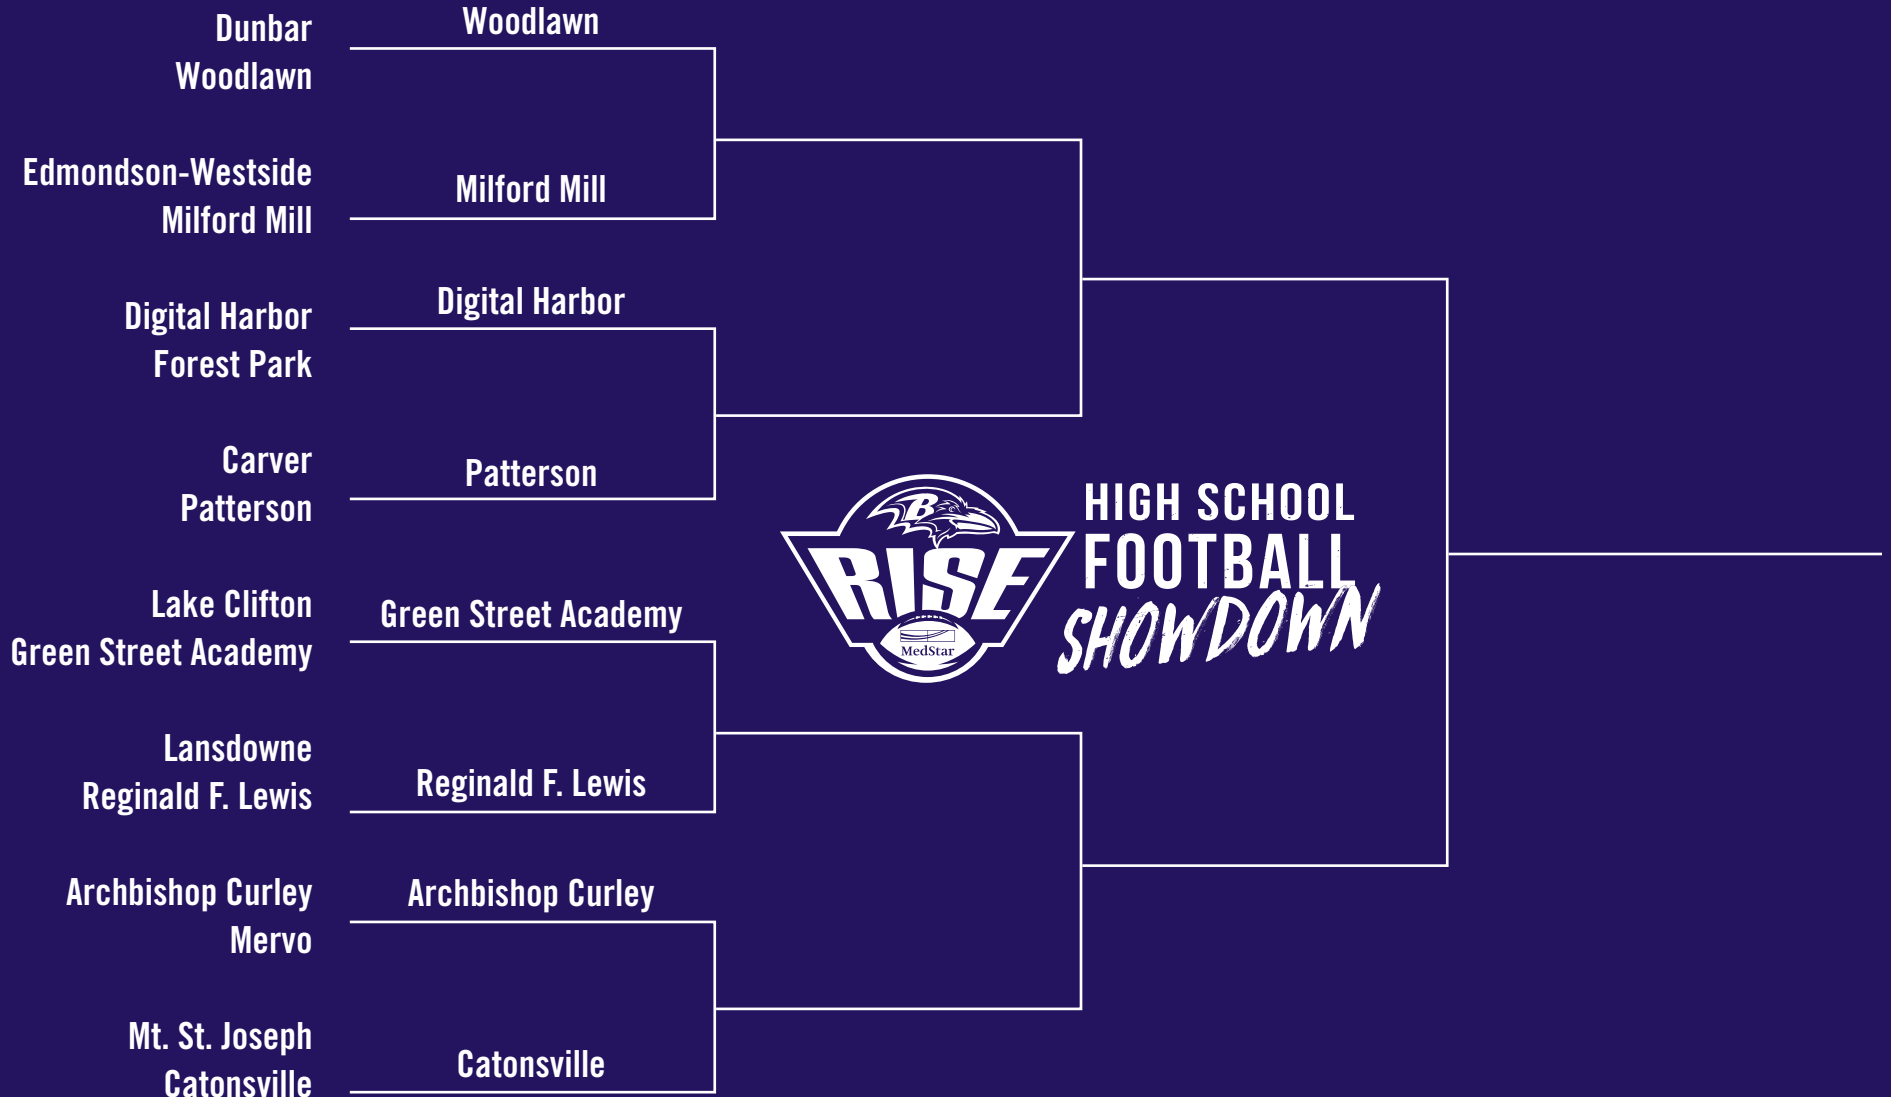 Dunbar
Woodlawn
Edmondson-Westside
Milford Mill
Digital Harbor
Forest Park
Carver
Patterson
Lake Clifton
Green Street Academy
Lansdowne
Reginald F. Lewis
Archbishop Curley
Mervo
Mt. St. Joseph
Catonsville
Woodlawn
Milford Mill
Digital Harbor
Patterson
Green Street Academy
Reginald F. Lewis
Archbishop Curley
Catonsville
B
RISE
MedStar
HIGH SCHOOL
FOOTBALL
SHOWDOWN